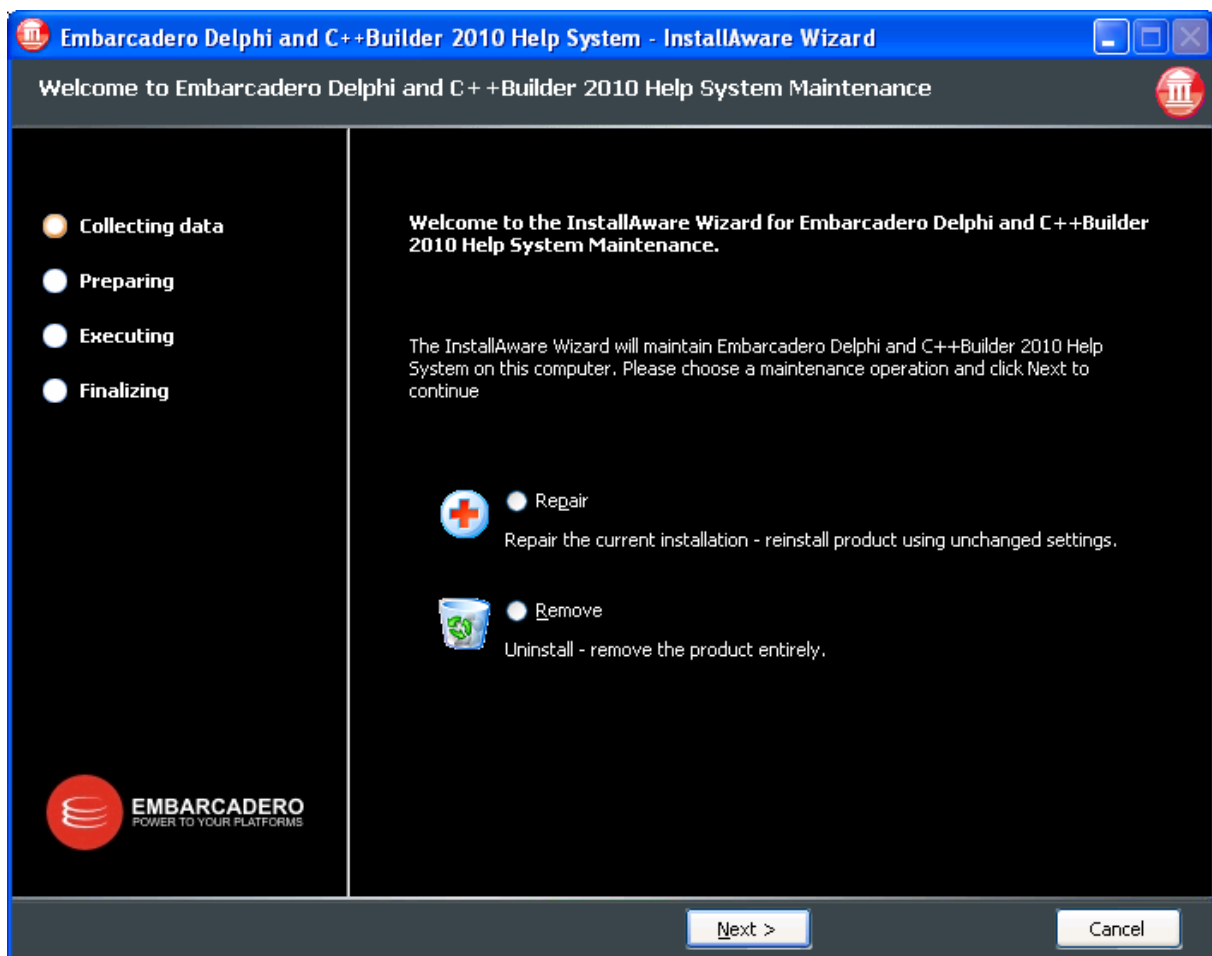 Embarcadero Delphi and C++Builder 2010 Help System - InstallAware Wizard
Welcome to Embarcadero Delphi and C++Builder 2010 Help System Maintenance
Collecting data
Preparing
Executing
Finalizing
Welcome to the InstallAware Wizard for Embarcadero Delphi and C++Builder
2010 Help System Maintenance.
The InstallAware Wizard will maintain Embarcadero Delphi and C++Builder 2010 Help
System on this computer. Please choose a maintenance operation and click Next to
continue
Repair
Repair the current installation - reinstall product using unchanged settings.
Remove
Uninstall - remove the product entirely.
EMBARCADERO
POWER TO YOUR PLATFORMS
Next >
Cancel